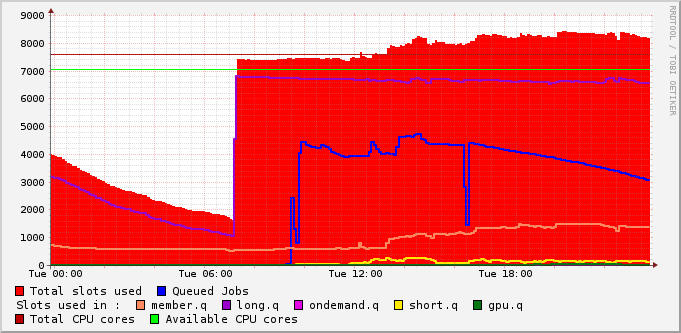 9000
8000
7000
6000
5000
4000
3000
2000
1000
0
Tue 00:00 Tue 06:00 Tue 12:00 Tue 18:00
RRDTOOL / TOBI OETIKER
Total slots used Queued Jobs
Slots used in : member.q long.q ondemand.q short.q gpu.q
Total CPU cores Available CPU cores